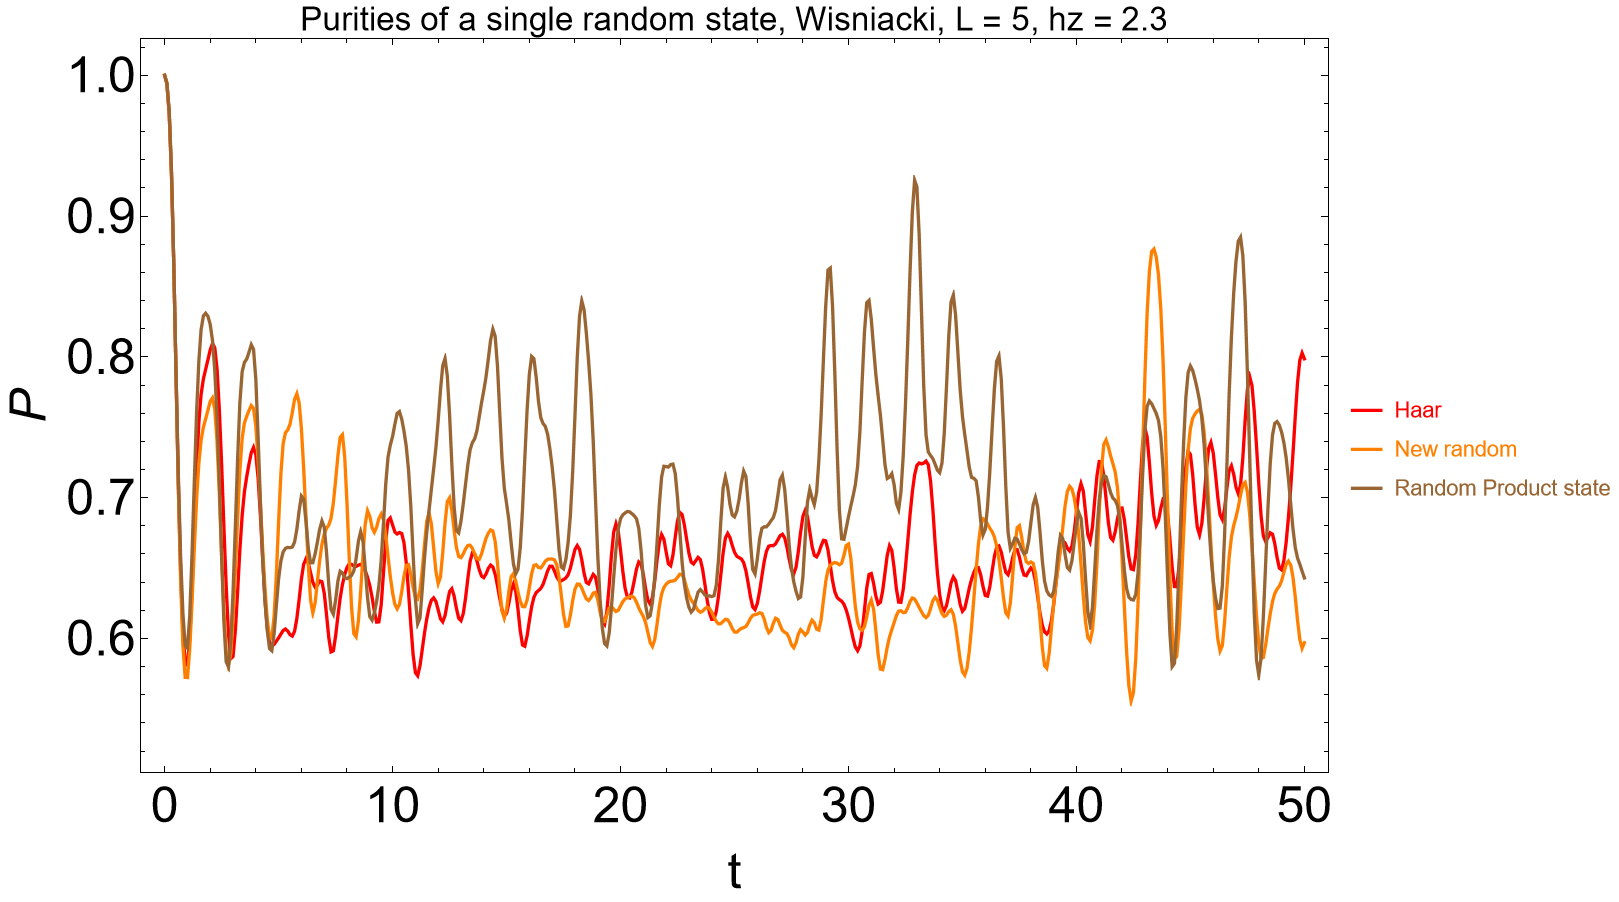 Purities of a single random state, Wisniacki, L = 5, hz = 2.3
1.0
0.9
0.8
0.7
0.6
P
0 10 20 30 40 50
t
Haar
New random
Random Product state